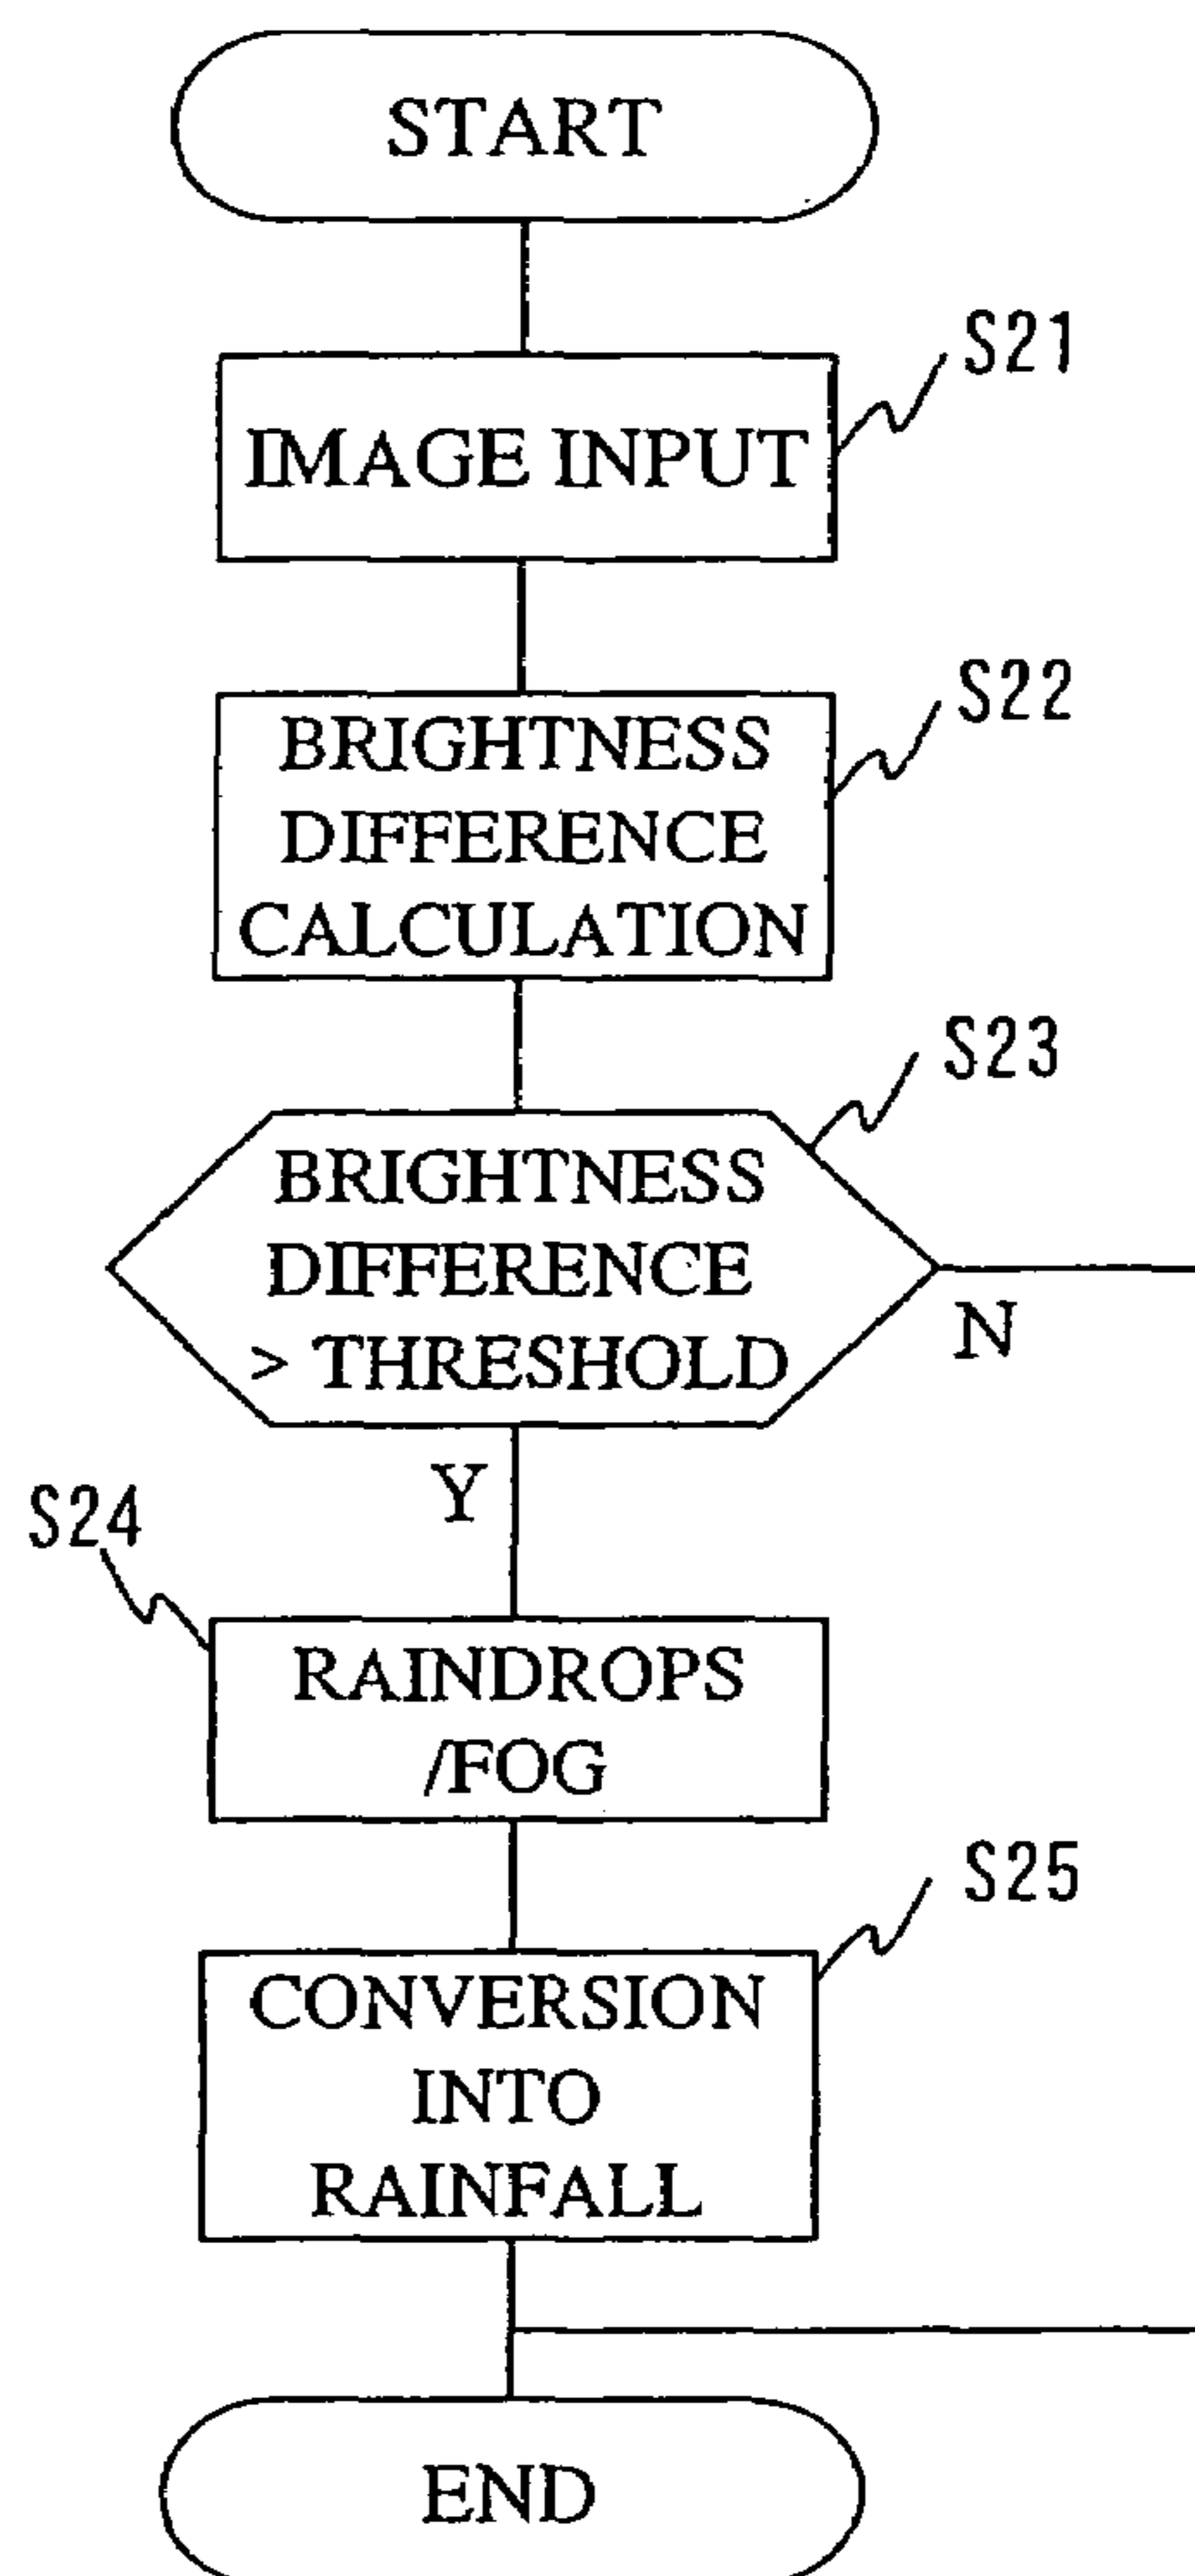 START
S21
IMAGE INPUT
S22
BRIGHTNESS
DIFFERENCE
CALCULATION
S23
BRIGHTNESS
DIFFERENCE
> THRESHOLD
N
Y
S24
RAINDROPS
/FOG
S25
CONVERSION
INTO
RAINFALL
END